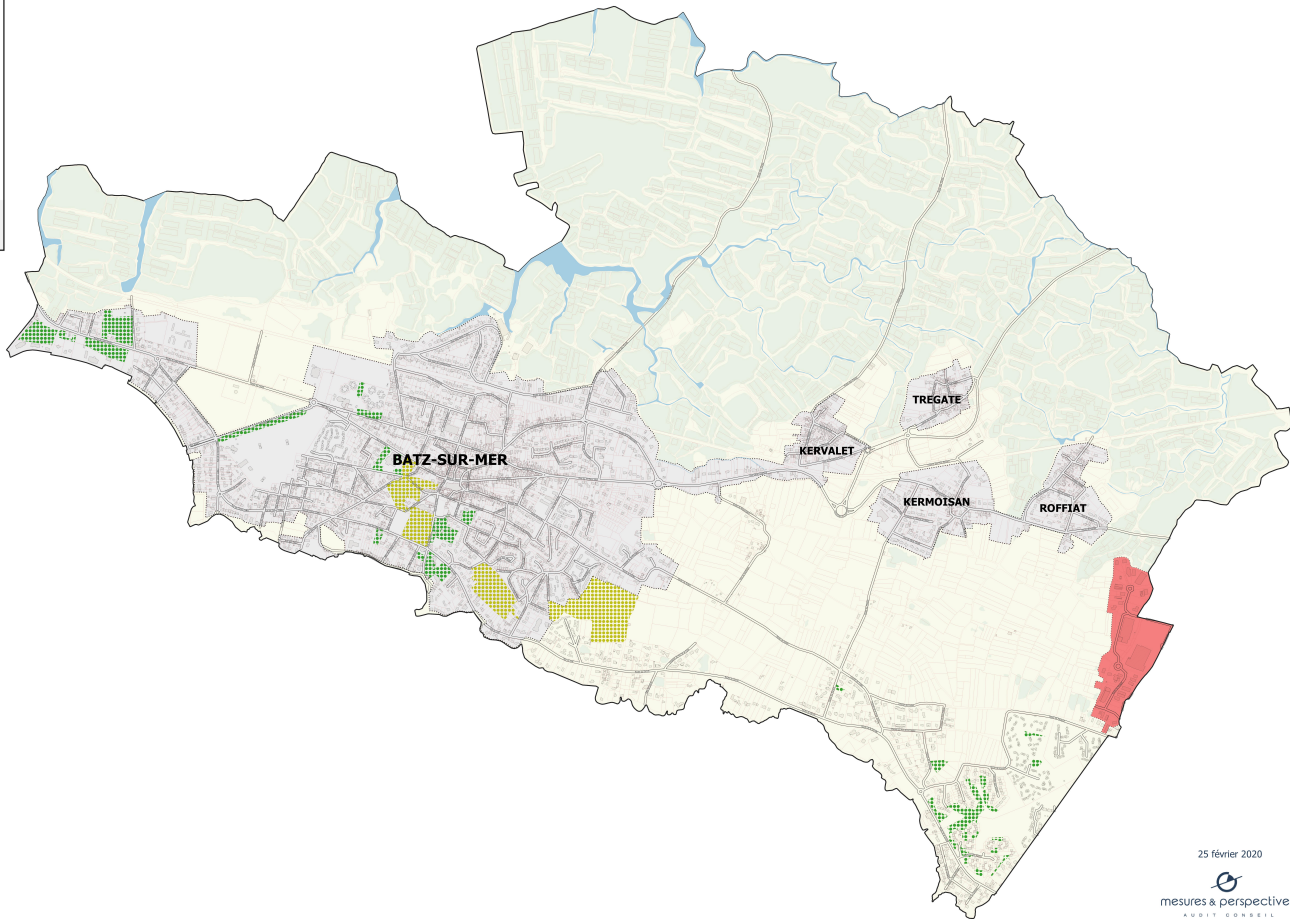 TREGATE
KERVALET
BATZ-SUR-MER
KERMOISAN
ROFFIAT
25 février 2020
mesures & perspective
AUDIT CONSEIL